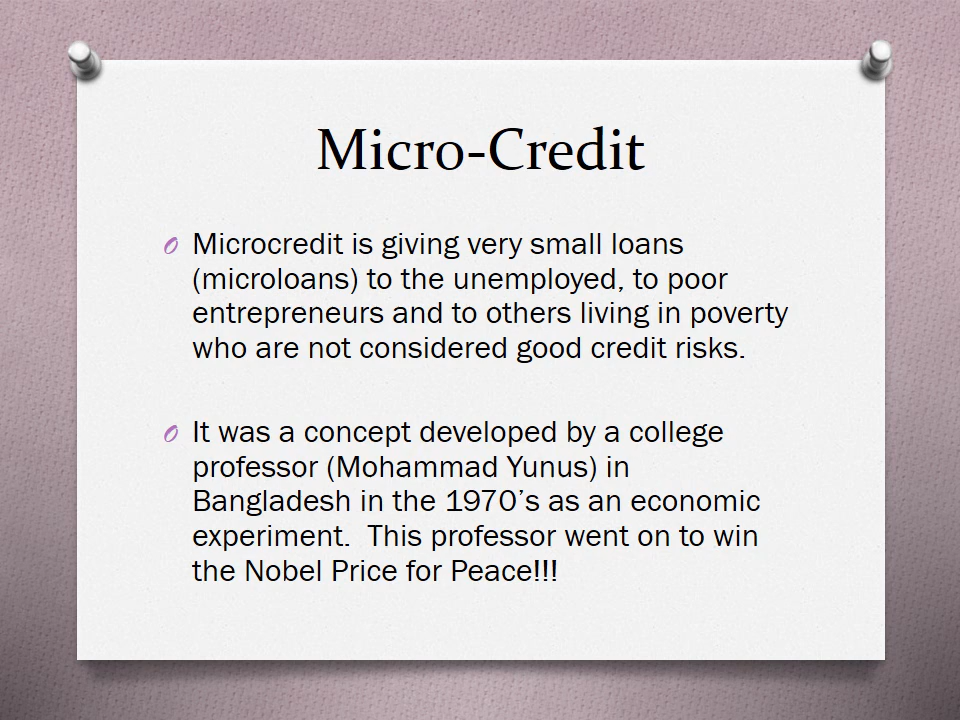 Micro-Credit
Microcredit is giving very small loans
(microloans) to the unemployed, to poor
entrepreneurs and to others living in poverty
who are not considered good credit risks.
It was a concept developed by a college
professor (Mohammad Yunus) in
Bangladesh in the 1970’s as an economic
experiment.  This professor went on to win
the Nobel Price for Peace!!!